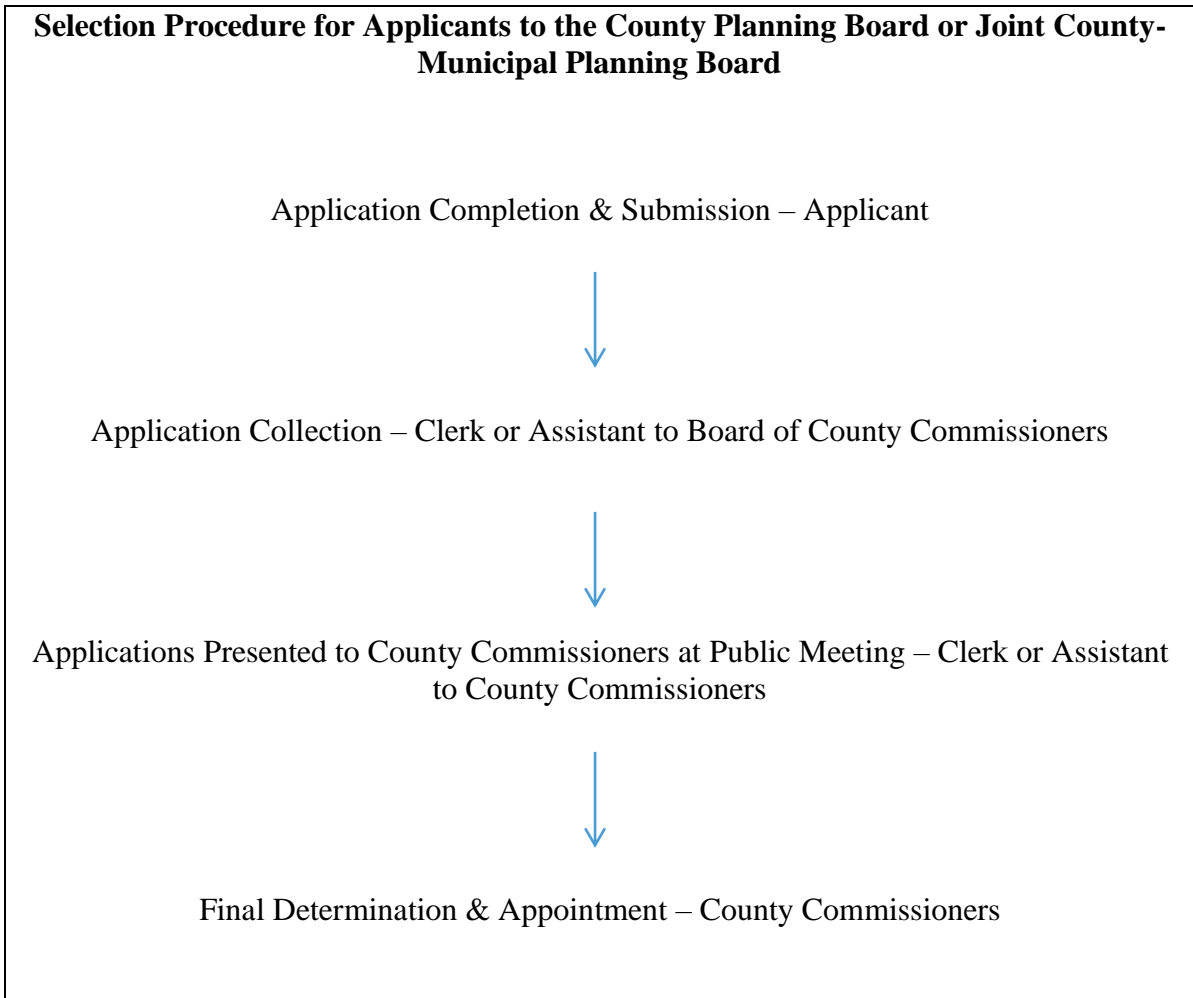 Selection Procedure for Applicants to the County Planning Board or Joint County-
Municipal Planning Board
Application Completion & Submission – Applicant
Application Collection – Clerk or Assistant to Board of County Commissioners
Applications Presented to County Commissioners at Public Meeting – Clerk or Assistant
to County Commissioners
Final Determination & Appointment – County Commissioners